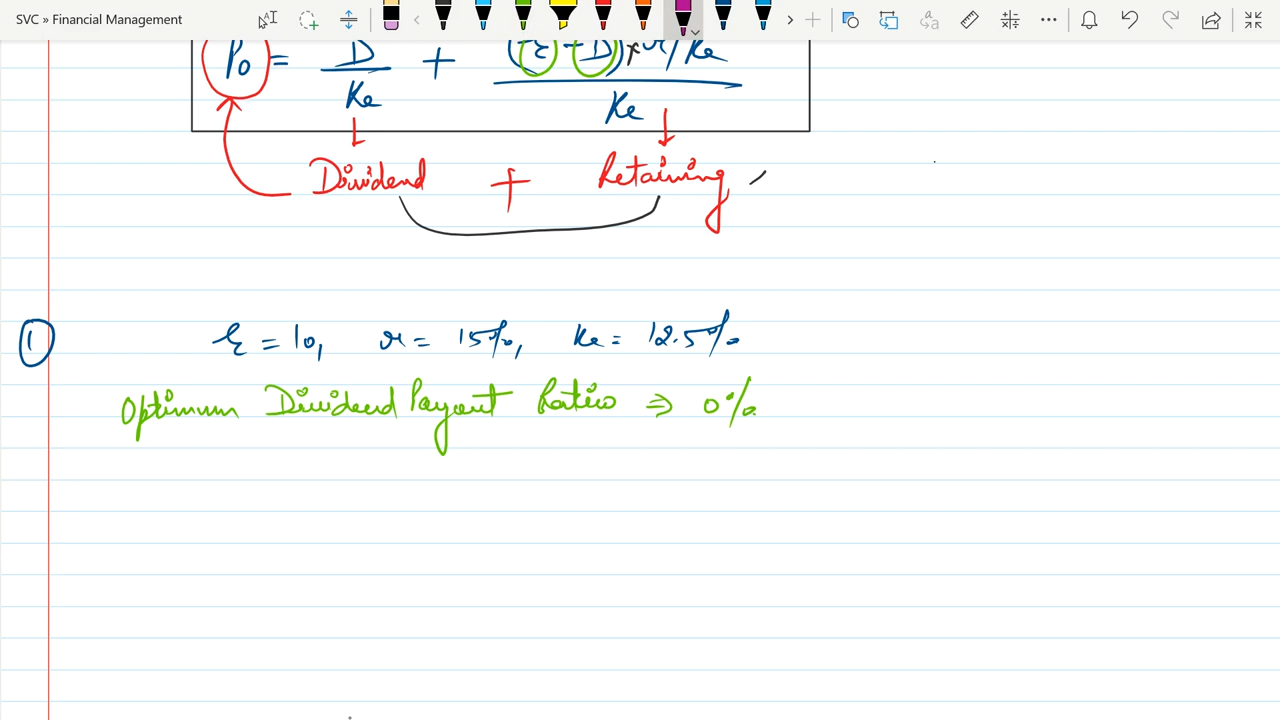 SVC » Financial Management
P0 = D/Ke + (E - D) × r/Ke / Ke
Dividend + Retaining
① E = 10, r = 15%, Ke = 12.5%
Optimum Dividend Payout Ratio ⇒ 0%